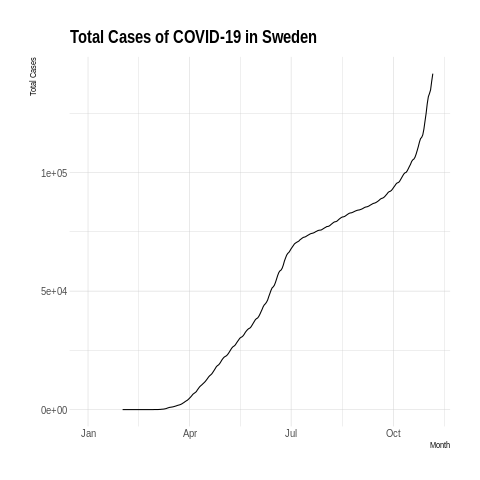 Total Cases of COVID-19 in Sweden
Total Cases
1e+05
5e+04
0e+00
Jan Apr Jul Oct
Month